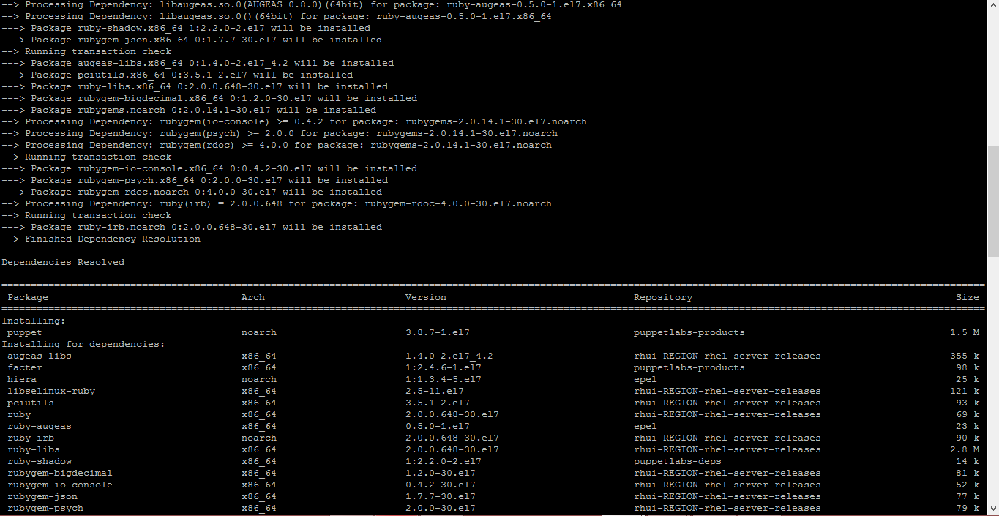 --> Processing Dependency: libaugeas.so.0(AUGEAS_0.8.0)(64bit) for package: ruby-augeas-0.5.0-1.el7.x86_64
--> Processing Dependency: libaugeas.so.0()(64bit) for package: ruby-augeas-0.5.0-1.el7.x86_64
---> Package ruby-shadow.x86_64 1:2.2.0-2.el7 will be installed
---> Package rubygem-json.x86_64 0:1.7.7-30.el7 will be installed
--> Running transaction check
---> Package augeas-libs.x86_64 0:1.4.0-2.el7_4.2 will be installed
---> Package pciutils.x86_64 0:3.5.1-2.el7 will be installed
---> Package ruby-libs.x86_64 0:2.0.0.648-30.el7 will be installed
---> Package rubygem-bigdecimal.x86_64 0:1.2.0-30.el7 will be installed
---> Package rubygems.noarch 0:2.0.14.1-30.el7 will be installed
--> Processing Dependency: rubygem(io-console) >= 0.4.2 for package: rubygems-2.0.14.1-30.el7.noarch
--> Processing Dependency: rubygem(psych) >= 2.0.0 for package: rubygems-2.0.14.1-30.el7.noarch
--> Processing Dependency: rubygem(rdoc) >= 4.0.0 for package: rubygems-2.0.14.1-30.el7.noarch
--> Running transaction check
---> Package rubygem-io-console.x86_64 0:0.4.2-30.el7 will be installed
---> Package rubygem-psych.x86_64 0:2.0.0-30.el7 will be installed
---> Package rubygem-rdoc.noarch 0:4.0.0-30.el7 will be installed
--> Processing Dependency: ruby(irb) = 2.0.0.648 for package: rubygem-rdoc-4.0.0-30.el7.noarch
--> Running transaction check
---> Package ruby-irb.noarch 0:2.0.0.648-30.el7 will be installed
--> Finished Dependency Resolution
Dependencies Resolved
Package Arch Version Repository Size
Installing:
puppet noarch 3.8.7-1.el7 puppetlabs-products 1.5 M
Installing for dependencies:
augeas-libs x86_64 1.4.0-2.el7_4.2 rhui-REGION-rhel-server-releases 355 k
facter x86_64 1:2.4.6-1.el7 puppetlabs-products 98 k
hiera noarch 1:1.3.4-5.el7 epel 25 k
libselinux-ruby x86_64 2.5-11.el7 rhui-REGION-rhel-server-releases 121 k
pciutils x86_64 3.5.1-2.el7 rhui-REGION-rhel-server-releases 93 k
ruby x86_64 2.0.0.648-30.el7 rhui-REGION-rhel-server-releases 69 k
ruby-augeas x86_64 0.5.0-1.el7 epel 23 k
ruby-irb noarch 2.0.0.648-30.el7 rhui-REGION-rhel-server-releases 90 k
ruby-libs x86_64 2.0.0.648-30.el7 rhui-REGION-rhel-server-releases 2.8 M
ruby-shadow x86_64 1:2.2.0-2.el7 puppetlabs-deps 14 k
rubygem-bigdecimal x86_64 1.2.0-30.el7 rhui-REGION-rhel-server-releases 81 k
rubygem-io-console x86_64 0.4.2-30.el7 rhui-REGION-rhel-server-releases 52 k
rubygem-json x86_64 1.7.7-30.el7 rhui-REGION-rhel-server-releases 77 k
rubygem-psych x86_64 2.0.0-30.el7 rhui-REGION-rhel-server-releases 79 k